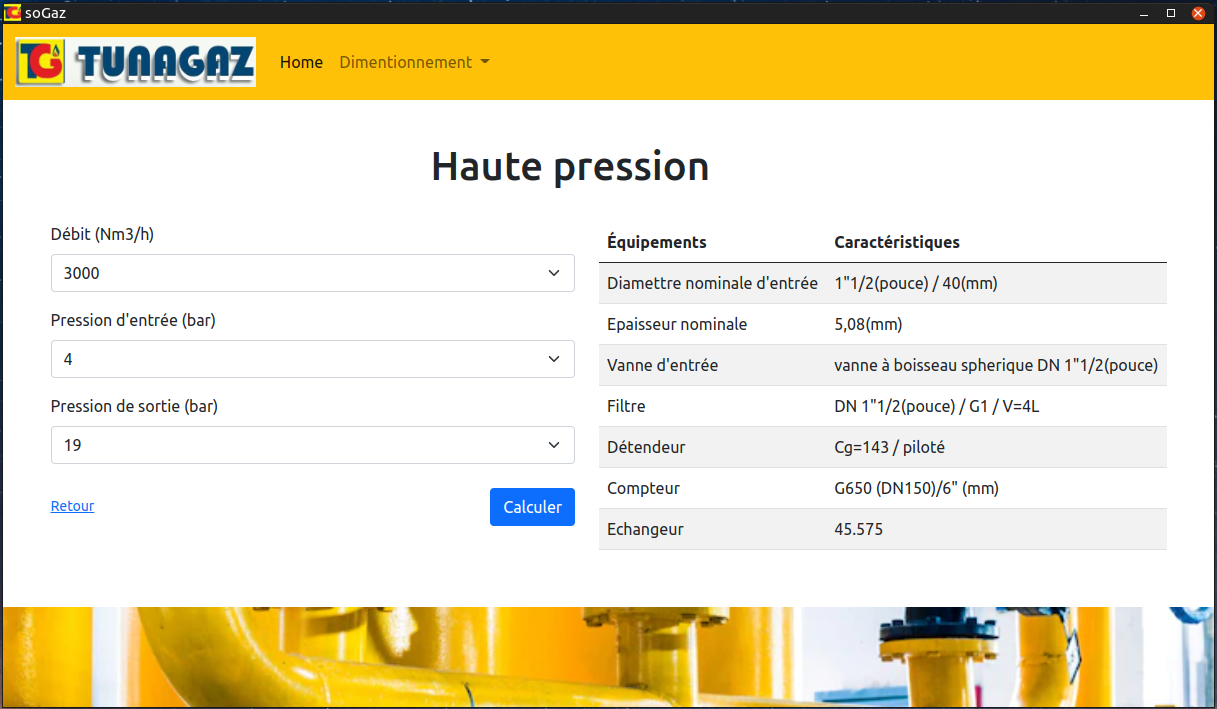 soGaz
TG TUNAGAZ
Home
Dimentionnement
Haute pression
Débit (Nm3/h)
3000
Pression d'entrée (bar)
4
Pression de sortie (bar)
19
Retour
Calculer
Équipements Caractéristiques
Diamettre nominale d'entrée 1"1/2(pouce) / 40(mm)
Epaisseur nominale 5,08(mm)
Vanne d'entrée vanne à boisseau spherique DN 1"1/2(pouce)
Filtre DN 1"1/2(pouce) / G1 / V=4L
Détendeur Cg=143 / piloté
Compteur G650 (DN150)/6" (mm)
Echangeur 45.575